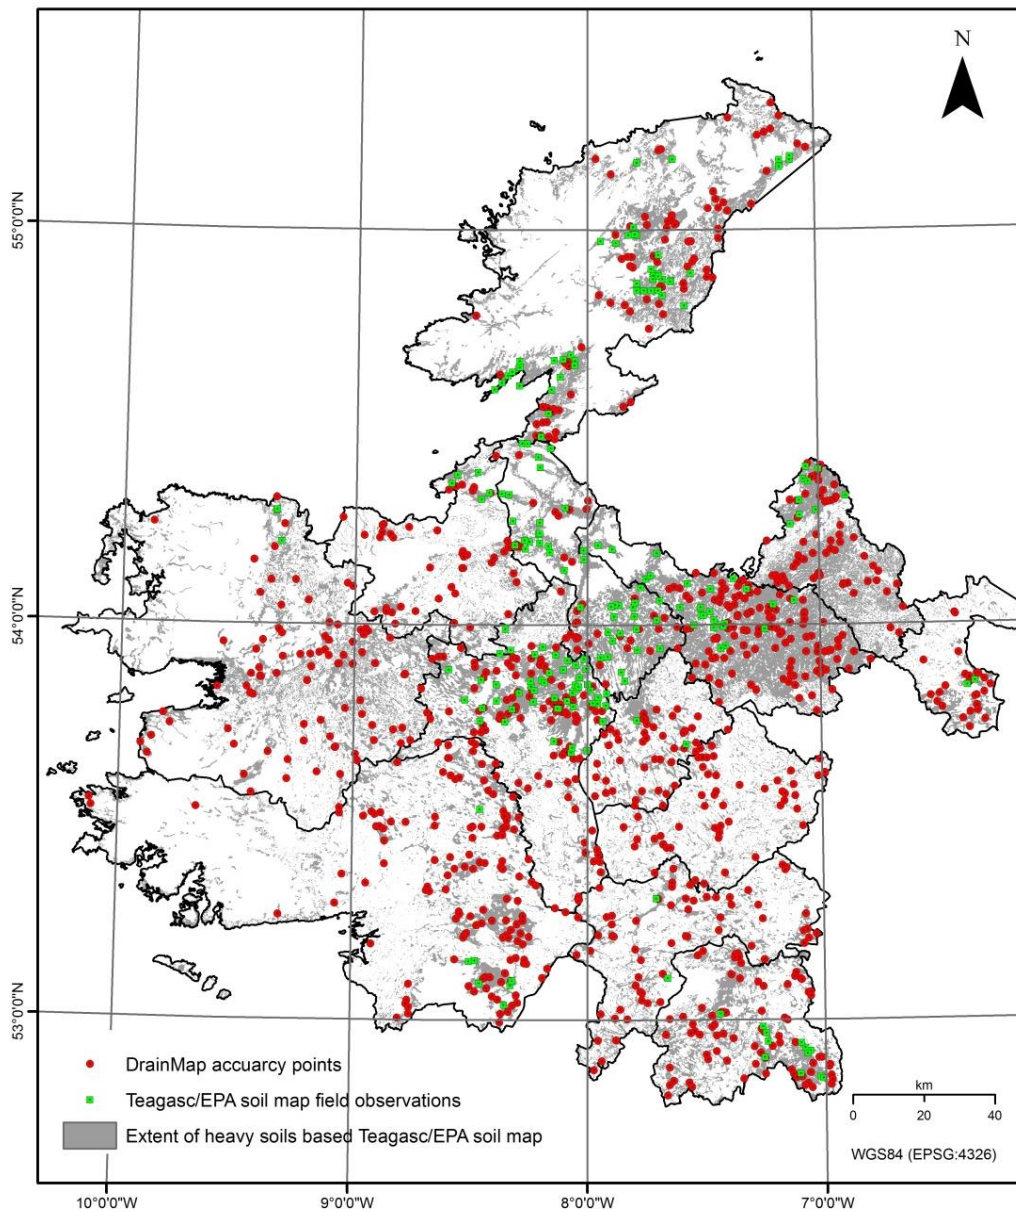 N
55°0'0"N
54°0'0"N
53°0'0"N
DrainMap accuarcy points
Teagasc/EPA soil map field observations
Extent of heavy soils based Teagasc/EPA soil map
km
0 20 40
WGS84 (EPSG:4326)
10°0'0"W 9°0'0"W 8°0'0"W 7°0'0"W